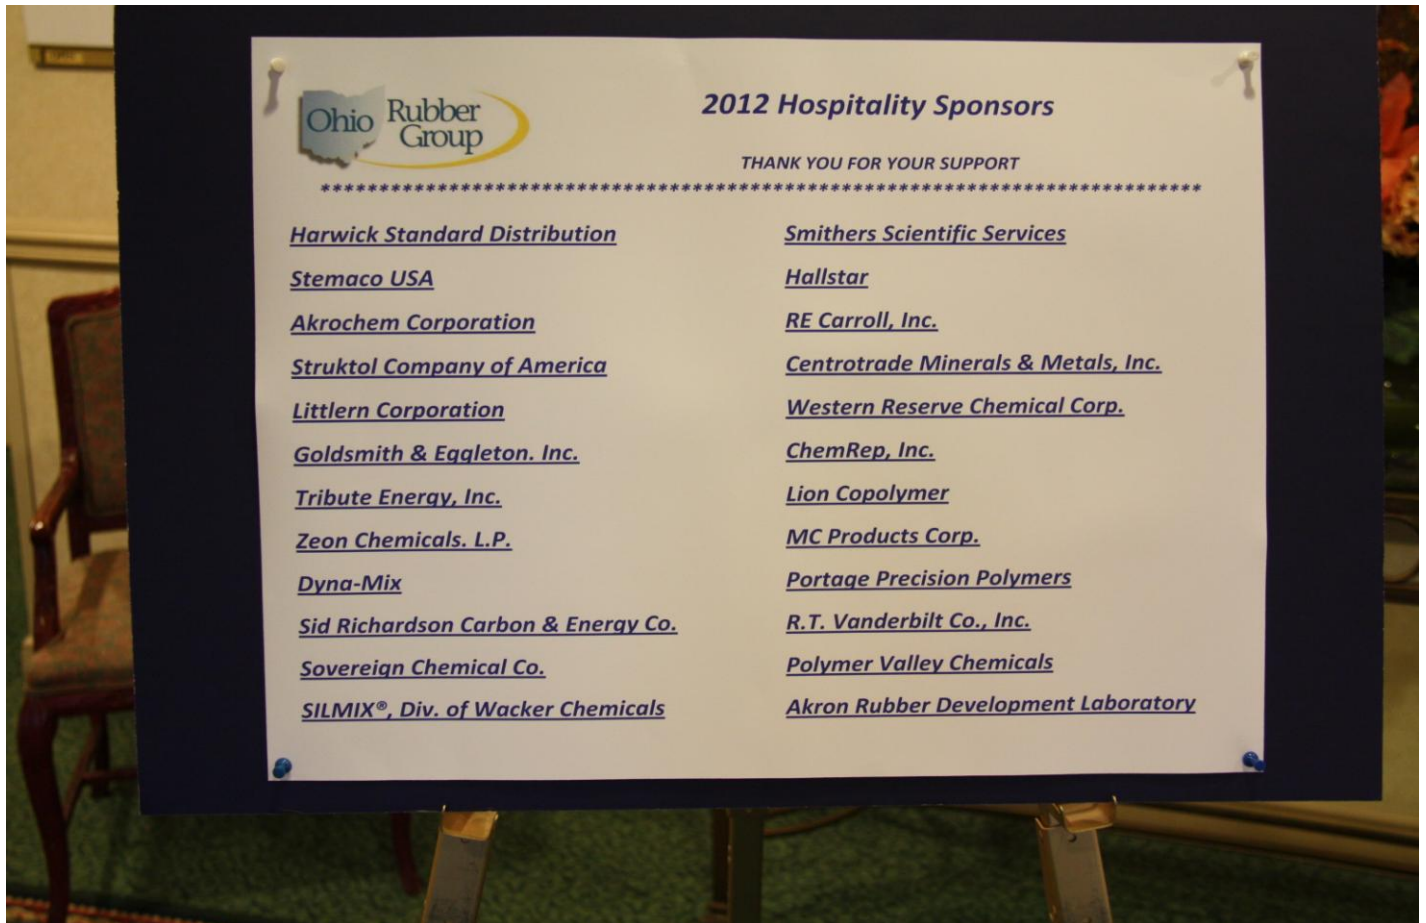 Ohio Rubber Group
2012 Hospitality Sponsors
THANK YOU FOR YOUR SUPPORT
********************************************************************************
Harwick Standard Distribution
Stemaco USA
Akrochem Corporation
Struktol Company of America
Littlern Corporation
Goldsmith & Eggleton. Inc.
Tribute Energy, Inc.
Zeon Chemicals. L.P.
Dyna-Mix
Sid Richardson Carbon & Energy Co.
Sovereign Chemical Co.
SILMIX®, Div. of Wacker Chemicals
Smithers Scientific Services
Hallstar
RE Carroll, Inc.
Centrotrade Minerals & Metals, Inc.
Western Reserve Chemical Corp.
ChemRep, Inc.
Lion Copolymer
MC Products Corp.
Portage Precision Polymers
R.T. Vanderbilt Co., Inc.
Polymer Valley Chemicals
Akron Rubber Development Laboratory